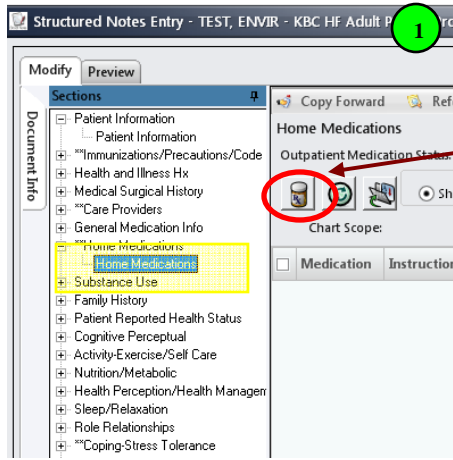 Structured Notes Entry - TEST, ENVIR - KBC HF Adult P
1
Modify Preview
Document Info
Sections
Patient Information
Patient Information
**Immunizations/Precautions/Code
Health and Illness Hx
Medical Surgical History
**Care Providers
General Medication Info
**Home Medications
Home Medications
Substance Use
Family History
Patient Reported Health Status
Cognitive Perceptual
Activity-Exercise/Self Care
Nutrition/Metabolic
Health Perception/Health Managem
Sleep/Relaxation
Role Relationships
**Coping-Stress Tolerance
Copy Forward Ref
Home Medications
Outpatient Medication Status:
Sh
Chart Scope:
Medication Instruction